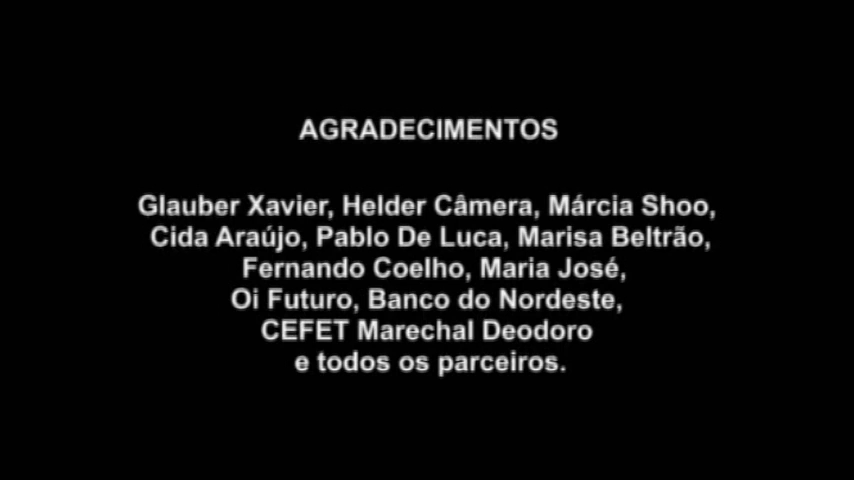 AGRADECIMENTOS
Glauber Xavier, Helder Câmera, Márcia Shoo,
Cida Araújo, Pablo De Luca, Marisa Beltrão,
Fernando Coelho, Maria José,
Oi Futuro, Banco do Nordeste,
CEFET Marechal Deodoro
e todos os parceiros.